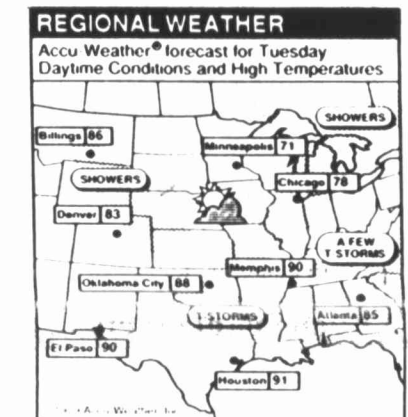 REGIONAL WEATHER
Accu-Weather® forecast for Tuesday
Daytime Conditions and High Temperatures
SHOWERS
Billings 86
Minneapolis 71
SHOWERS
Chicago 78
Denver 83
A FEW
T STORMS
Memphis 90
Oklahoma City 88
T STORMS
Atlanta 85
El Paso 90
Houston 91